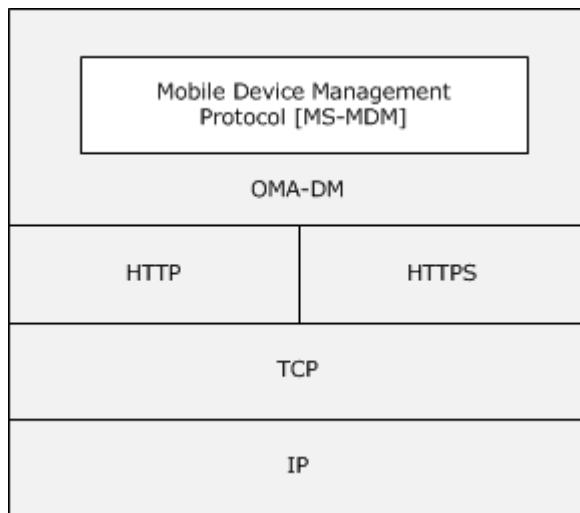 Mobile Device Management
Protocol [MS-MDM]
OMA-DM
HTTP
HTTPS
TCP
IP